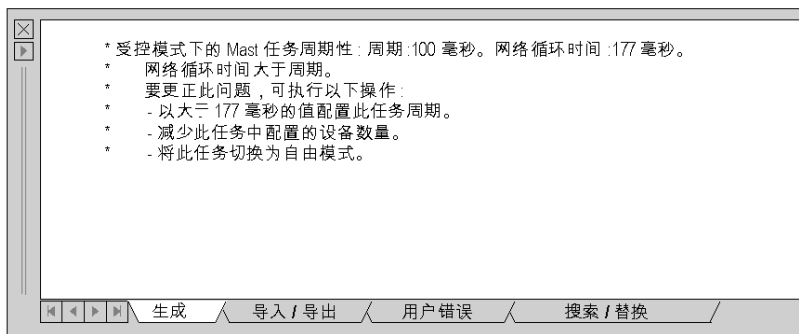 * 受控模式下的 Mast 任务周期性 : 周期 :100 毫秒。网络循环时间 :177 毫秒。
* 网络循环时间大于周期。
* 要更正此问题 , 可执行以下操作 :
* - 以大于 177 毫秒的值配置此任务周期。
* - 减少此任务中配置的设备数量。
* - 将此任务切换为自由模式。
生成 导入 / 导出 用户错误 搜索 / 替换